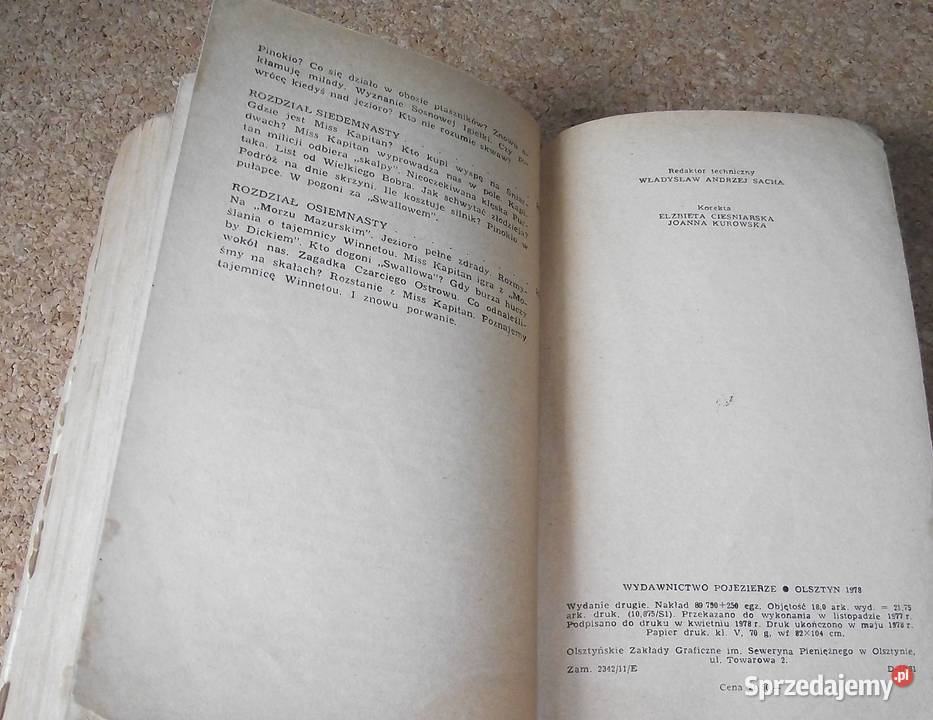 Pinokio? Co się działo w obozie ptaszników? Znowu o-
kłamuję milady. Wyznanie Sosnowej Igiełki. Czy po-
wrócę kiedyś nad jezioro? Kto nie rozumie skwaw?
ROZDZIAŁ SIEDEMNASTY
Gdzie jest Miss Kapitan? Kto kupi wyspę na Śniar-
dwach? Miss Kapitan wyprowadza nas w pole. Kapi-
tan milicji odbiera „skalpy". Nieoczekiwana klęska Pta-
taka. List od Wielkiego Bobra. Jak schwytać złodzieja?
Podróż na dnie skrzyni. Ile kosztuje silnik? Pinokio w
pułapce. W pogoni za „Swallowem".
ROZDZIAŁ OSIEMNASTY
Na „Morzu Mazurskim". Jezioro pełne zdrady. Rozmy-
ślania o tajemnicy Winnetou. Miss Kapitan igra z „Mo-
by Dickiem". Kto dogoni „Swallowa"? Gdy burza huczy
wokół nas. Zagadka Czarciego Ostrowu. Co odnaleźli-
śmy na skałach? Rozstanie z Miss Kapitan. Poznajemy
tajemnicę Winnetou. I znowu porwanie.
Redaktor techniczny
WŁADYSŁAW ANDRZEJ SACHA
Korekta
ELŻBIETA CIEŚNIARSKA
JOANNA KUROWSKA
WYDAWNICTWO POJEZIERZE ● OLSZTYN 1978
Wydanie drugie. Nakład 89 750+250 egz. Objętość 18,0 ark. wyd. = 21,75
ark. druk. (10,875/S1). Przekazano do wykonania w listopadzie 1977 r.
Podpisano do druku w kwietniu 1978 r. Druk ukończono w maju 1978 r.
Papier druk. kl. V, 70 g, wf 82×104 cm.
Olsztyńskie Zakłady Graficzne im. Seweryna Pieniężnego w Olsztynie,
ul. Towarowa 2.
Zam. 2342/11/E
Cena
Sprzedajemy.pl